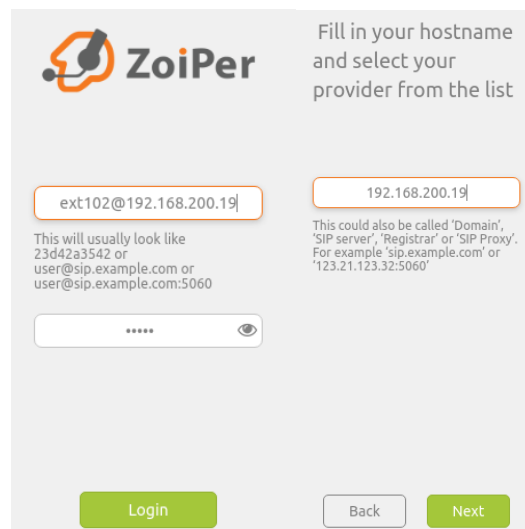 ZoiPer
ext102@192.168.200.19
This will usually look like
23d42a3542 or
user@sip.example.com or
user@sip.example.com:5060
•••••
Login
Fill in your hostname
and select your
provider from the list
192.168.200.19
This could also be called ‘Domain’,
‘SIP server’, ‘Registrar’ or ‘SIP Proxy’.
For example ‘sip.example.com’ or
‘123.21.123.32:5060’
Back
Next